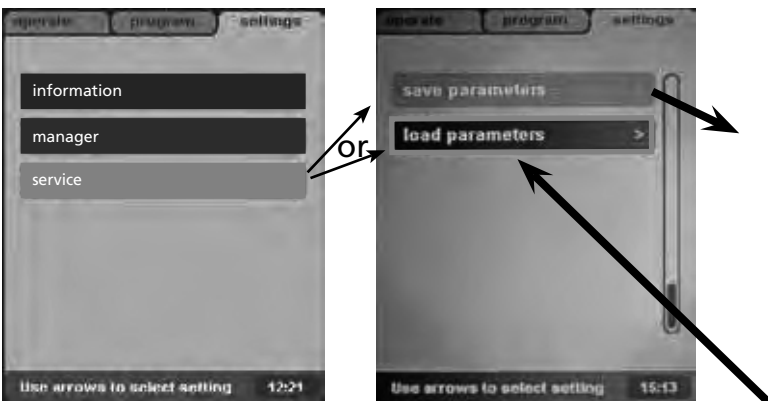 operate program settings
information
manager
service
Use arrows to select setting 12:21
or
operate program settings
save parameters
load parameters >
Use arrows to select setting 15:13